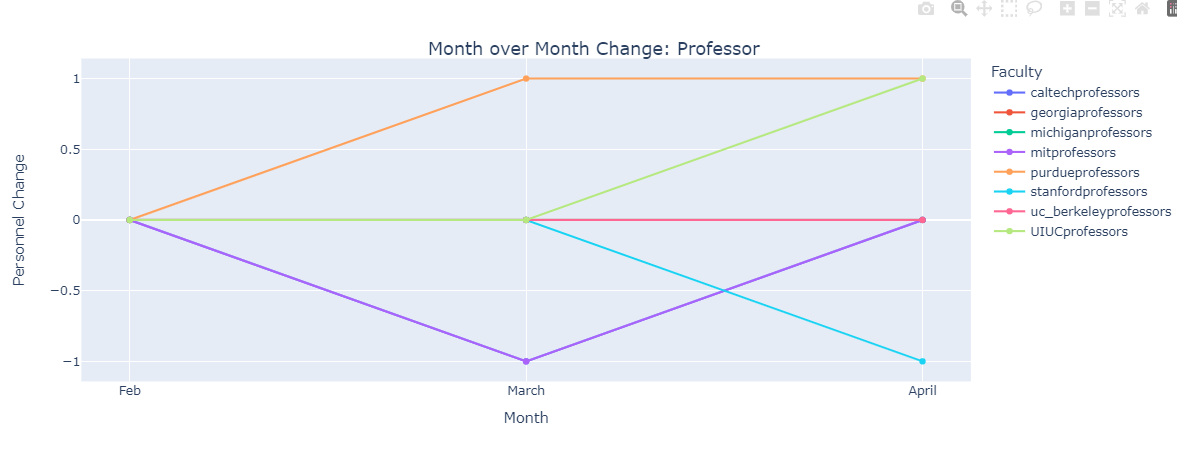 Month over Month Change: Professor
Faculty
caltechprofessors
georgiaprofessors
michiganprofessors
mitprofessors
purdueprofessors
stanfordprofessors
uc_berkeleyprofessors
UIUCprofessors
Personnel Change
1
0.5
0
−0.5
−1
Feb
March
April
Month